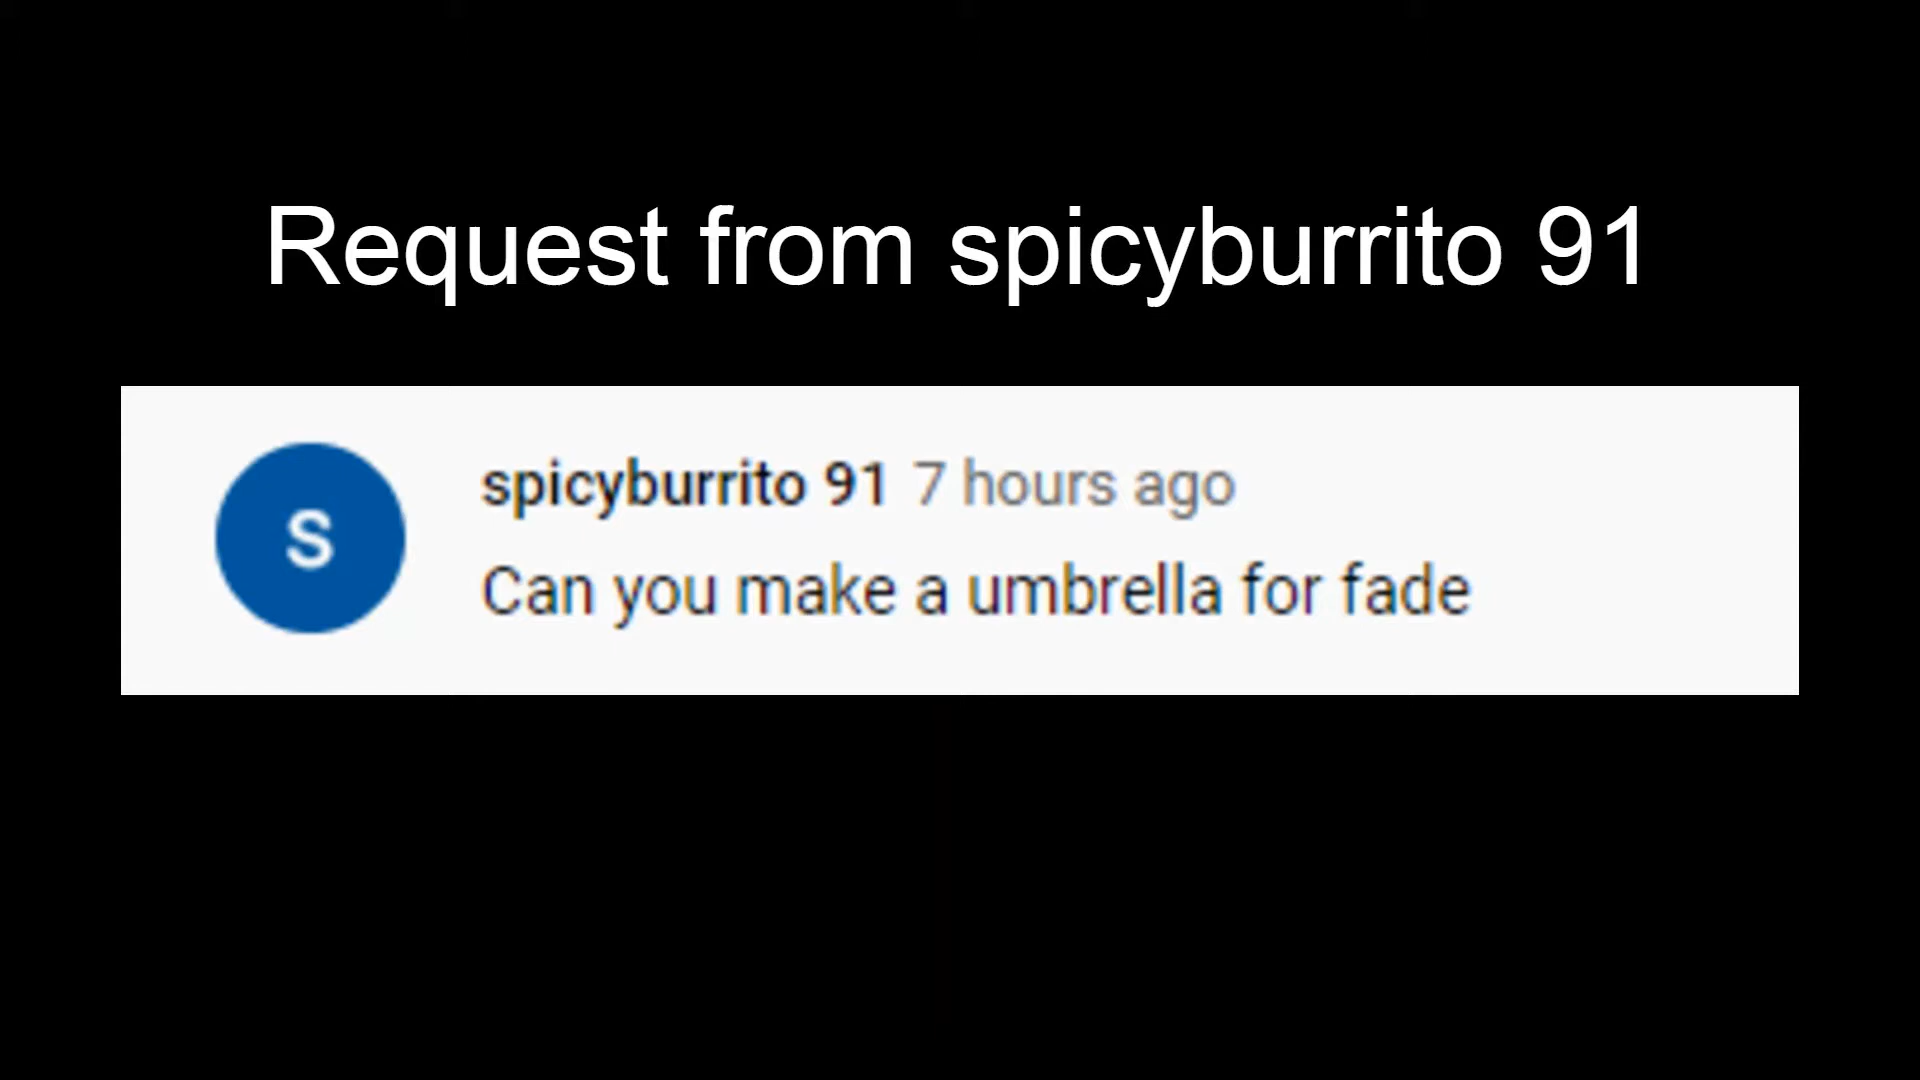 Request from spicyburrito 91
S
spicyburrito 91 7 hours ago
Can you make a umbrella for fade